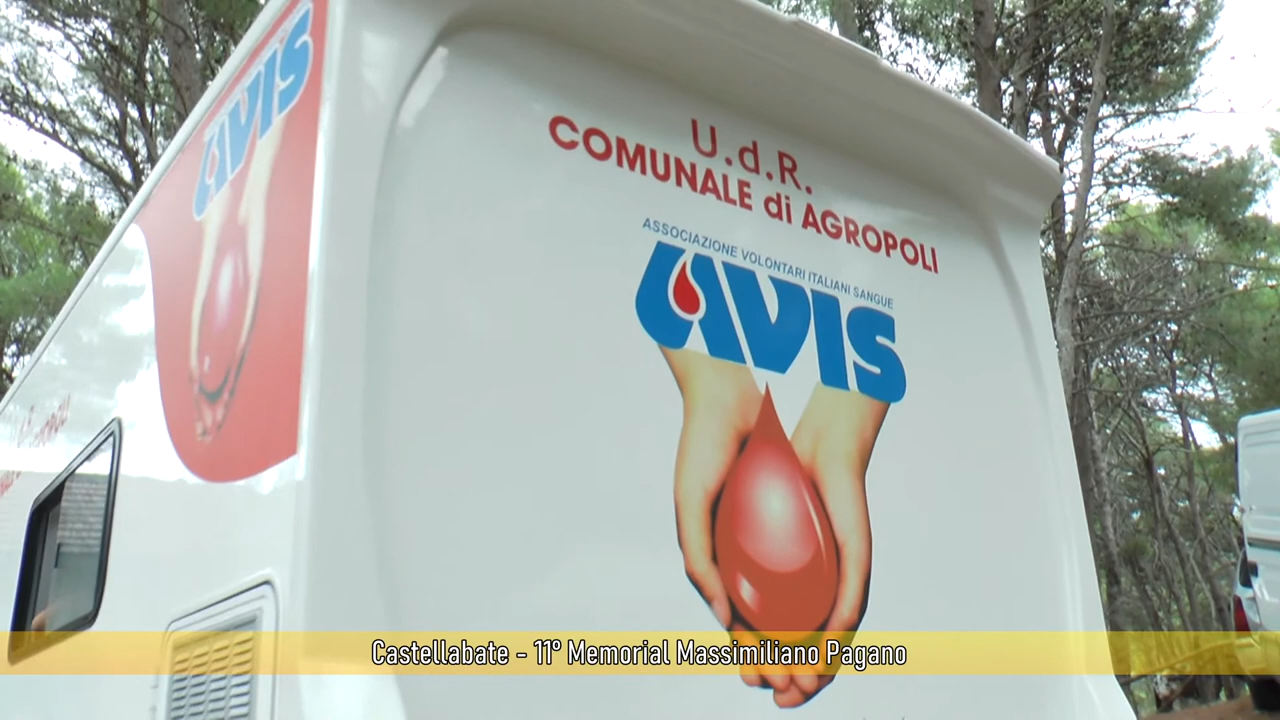 AVIS
U.d.R.
COMUNALE di AGROPOLI
ASSOCIAZIONE VOLONTARI ITALIANI SANGUE
AVIS
Castellabate - 11° Memorial Massimiliano Pagano